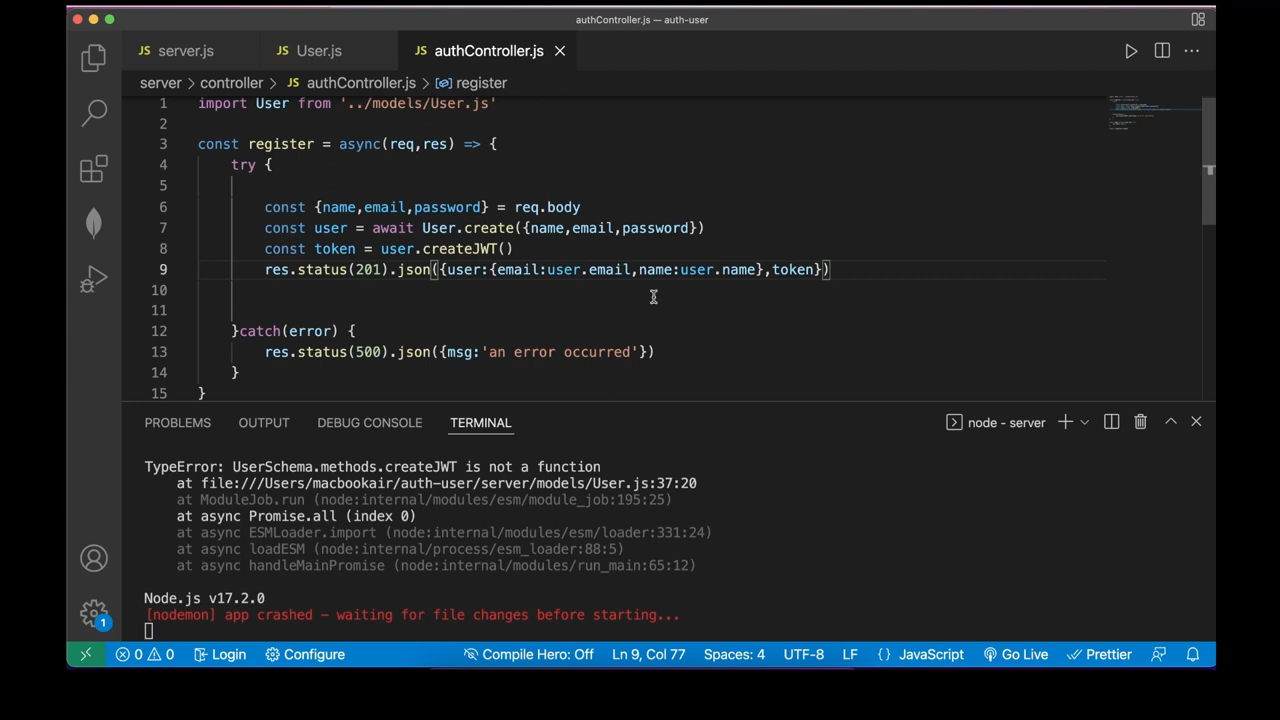 authController.js — auth-user
JS server.js JS User.js JS authController.js
server > controller > JS authController.js > register
1 import User from '../models/User.js'
2
3 const register = async(req,res) => {
4 try {
5
6 const {name,email,password} = req.body
7 const user = await User.create({name,email,password})
8 const token = user.createJWT()
9 res.status(201).json({user:{email:user.email,name:user.name},token})
10
11
12 }catch(error) {
13 res.status(500).json({msg:'an error occurred'})
14 }
15 }
PROBLEMS OUTPUT DEBUG CONSOLE TERMINAL node - server
TypeError: UserSchema.methods.createJWT is not a function
at file:///Users/macbookair/auth-user/server/models/User.js:37:20
at ModuleJob.run (node:internal/modules/esm/module_job:195:25)
at async Promise.all (index 0)
at async ESMLoader.import (node:internal/modules/esm/loader:331:24)
at async loadESM (node:internal/process/esm_loader:88:5)
at async handleMainPromise (node:internal/modules/run_main:65:12)
Node.js v17.2.0
[nodemon] app crashed - waiting for file changes before starting...
1
0 0 Login Configure Compile Hero: Off Ln 9, Col 77 Spaces: 4 UTF-8 LF {} JavaScript Go Live Prettier